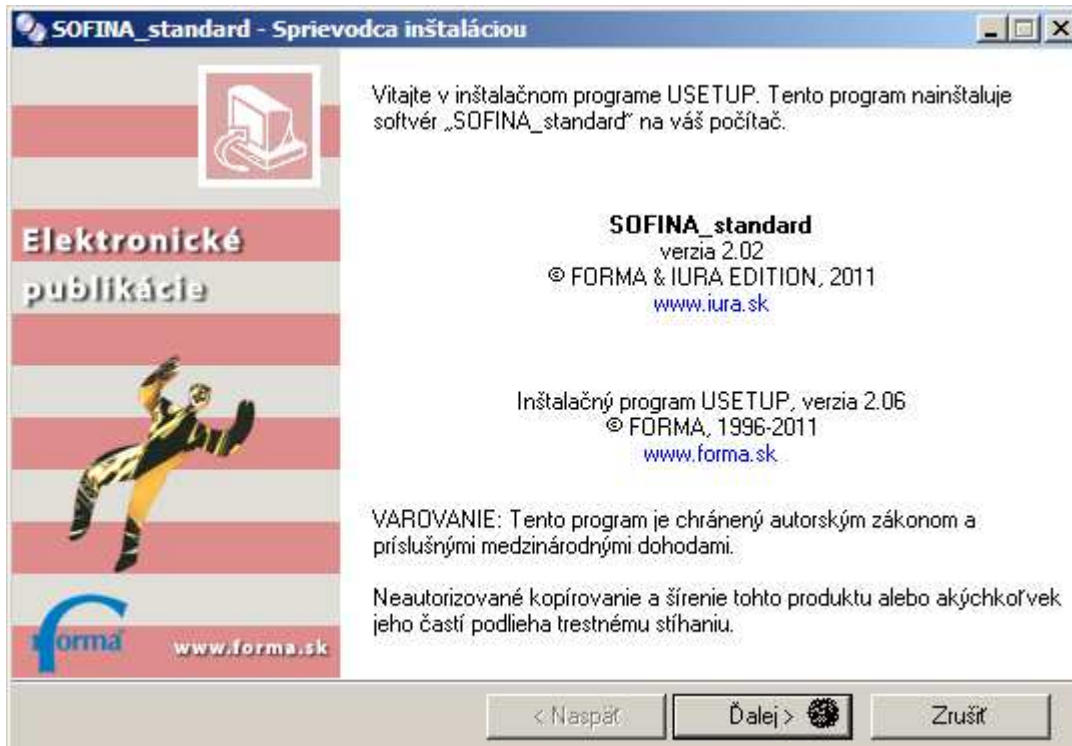 SOFINA_standard - Sprievodca inštaláciou
Elektronické
publikácie
forma
www.forma.sk
Vitajte v inštalačnom programe USETUP. Tento program nainštaluje
softvér „SOFINA_standard" na váš počítač.
SOFINA_standard
verzia 2.02
© FORMA & IURA EDITION, 2011
www.iura.sk
Inštalačný program USETUP, verzia 2.06
© FORMA, 1996-2011
www.forma.sk
VAROVANIE: Tento program je chránený autorským zákonom a
príslušnými medzinárodnými dohodami.
Neautorizované kopírovanie a šírenie tohto produktu alebo akýchkoľvek
jeho častí podlieha trestnému stíhaniu.
< Naspäť
Ďalej >
Zrušiť